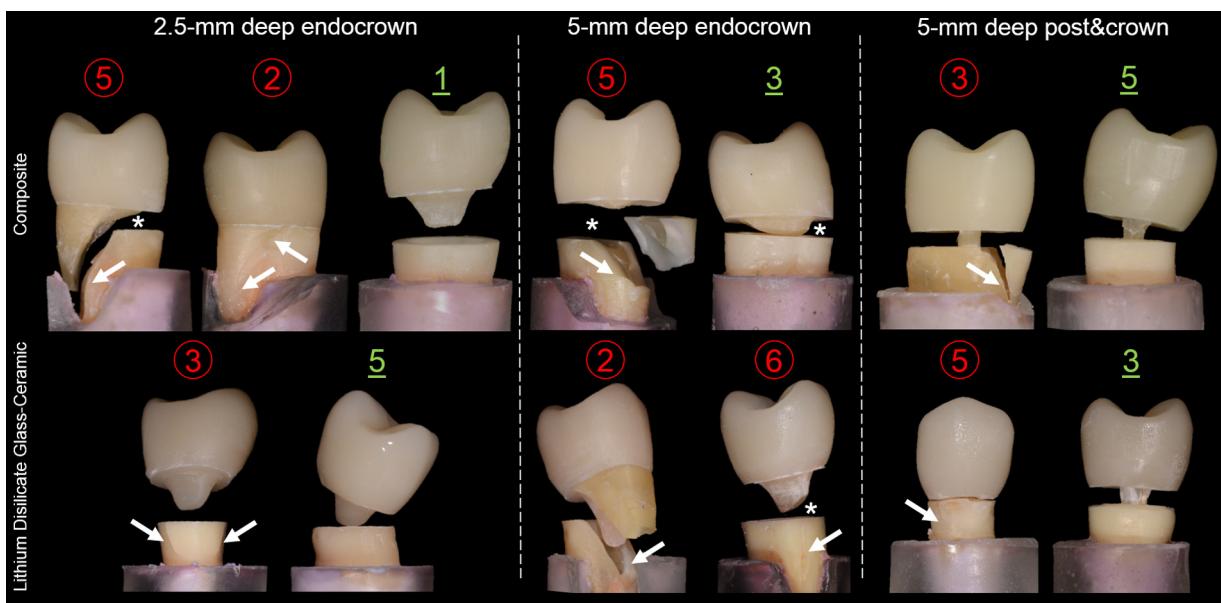 2.5-mm deep endocrown
5-mm deep endocrown
5-mm deep post&crown
Composite
⑤ ② 1
⑤ 3
③ 5
* * *
Lithium Disilicate Glass-Ceramic
③ 5
② ⑥
⑤ 3
*